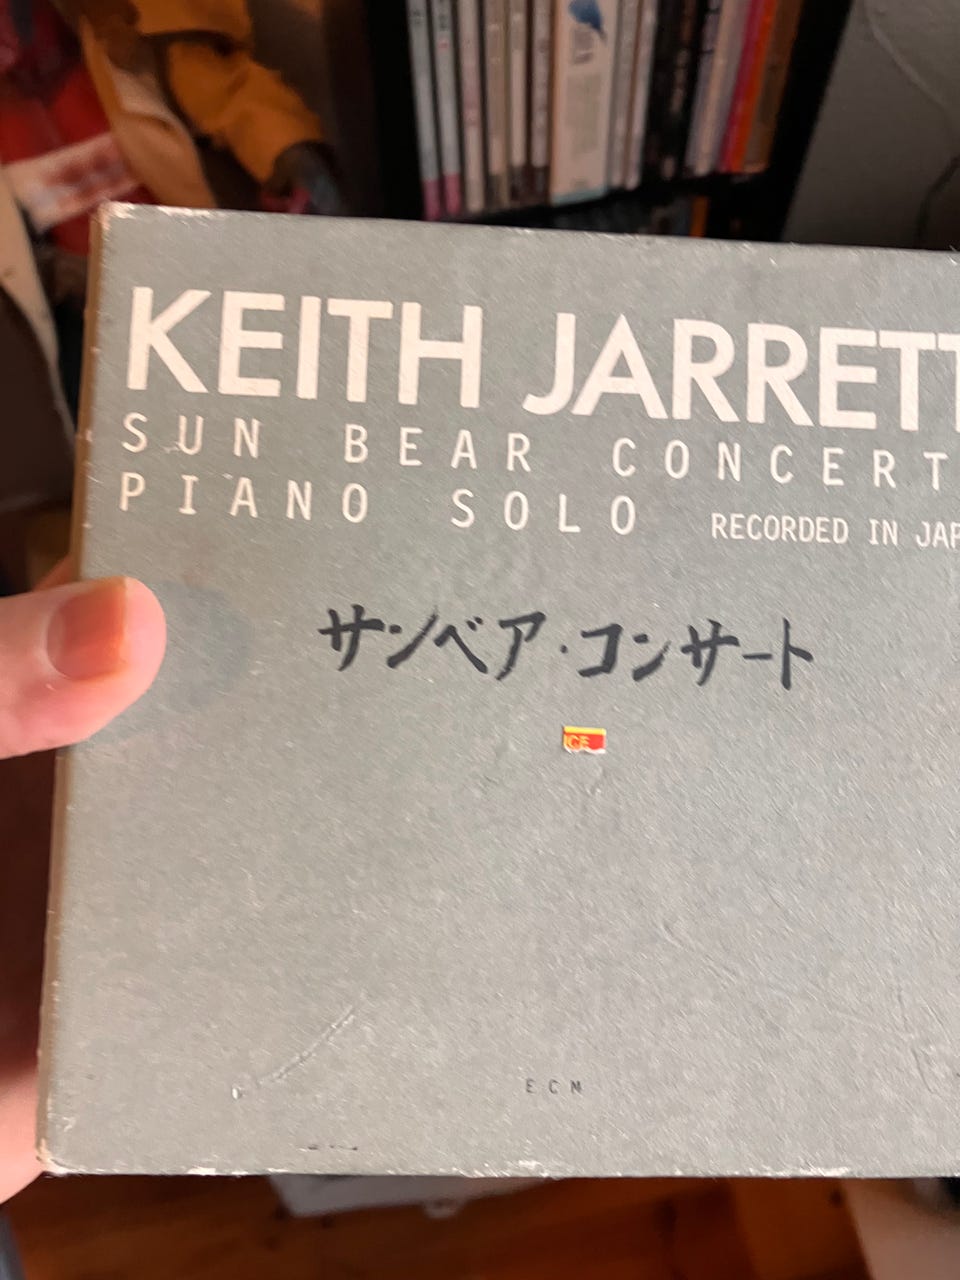 KEITH JARRETT
SUN BEAR CONCERT
PIANO SOLO RECORDED IN JAP
サンベア・コンサート
ICE
ECM